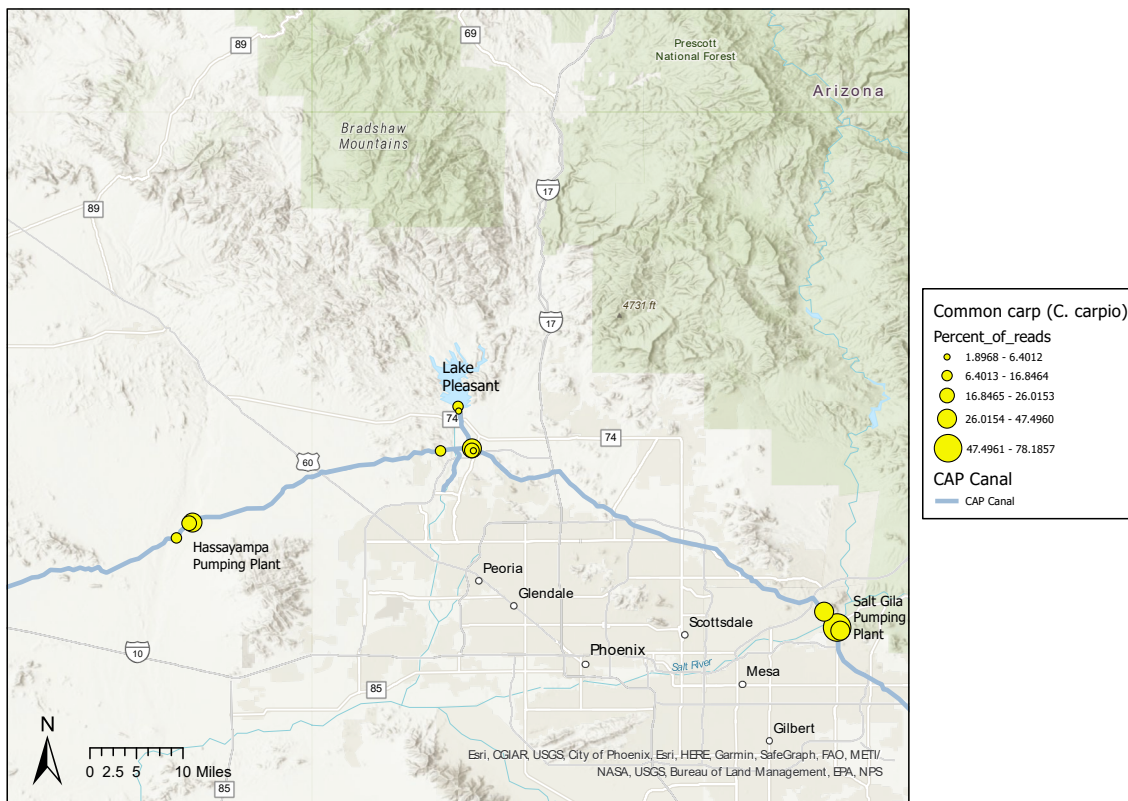 89
69
Prescott
National Forest
Arizona
Bradshaw
Mountains
17
89
4731 ft
17
Lake
Pleasant
74
74
60
Hassayampa
Pumping Plant
Peoria
Glendale
Salt Gila
Pumping
Plant
Scottsdale
Phoenix
Salt River
10
Mesa
85
Gilbert
N
0 2.5 5 10 Miles
85
Esri, CGIAR, USGS, City of Phoenix, Esri, HERE, Garmin, SafeGraph, FAO, METI/
NASA, USGS, Bureau of Land Management, EPA, NPS
Common carp (C. carpio)
Percent_of_reads
1.8968 - 6.4012
6.4013 - 16.8464
16.8465 - 26.0153
26.0154 - 47.4960
47.4961 - 78.1857
CAP Canal
CAP Canal